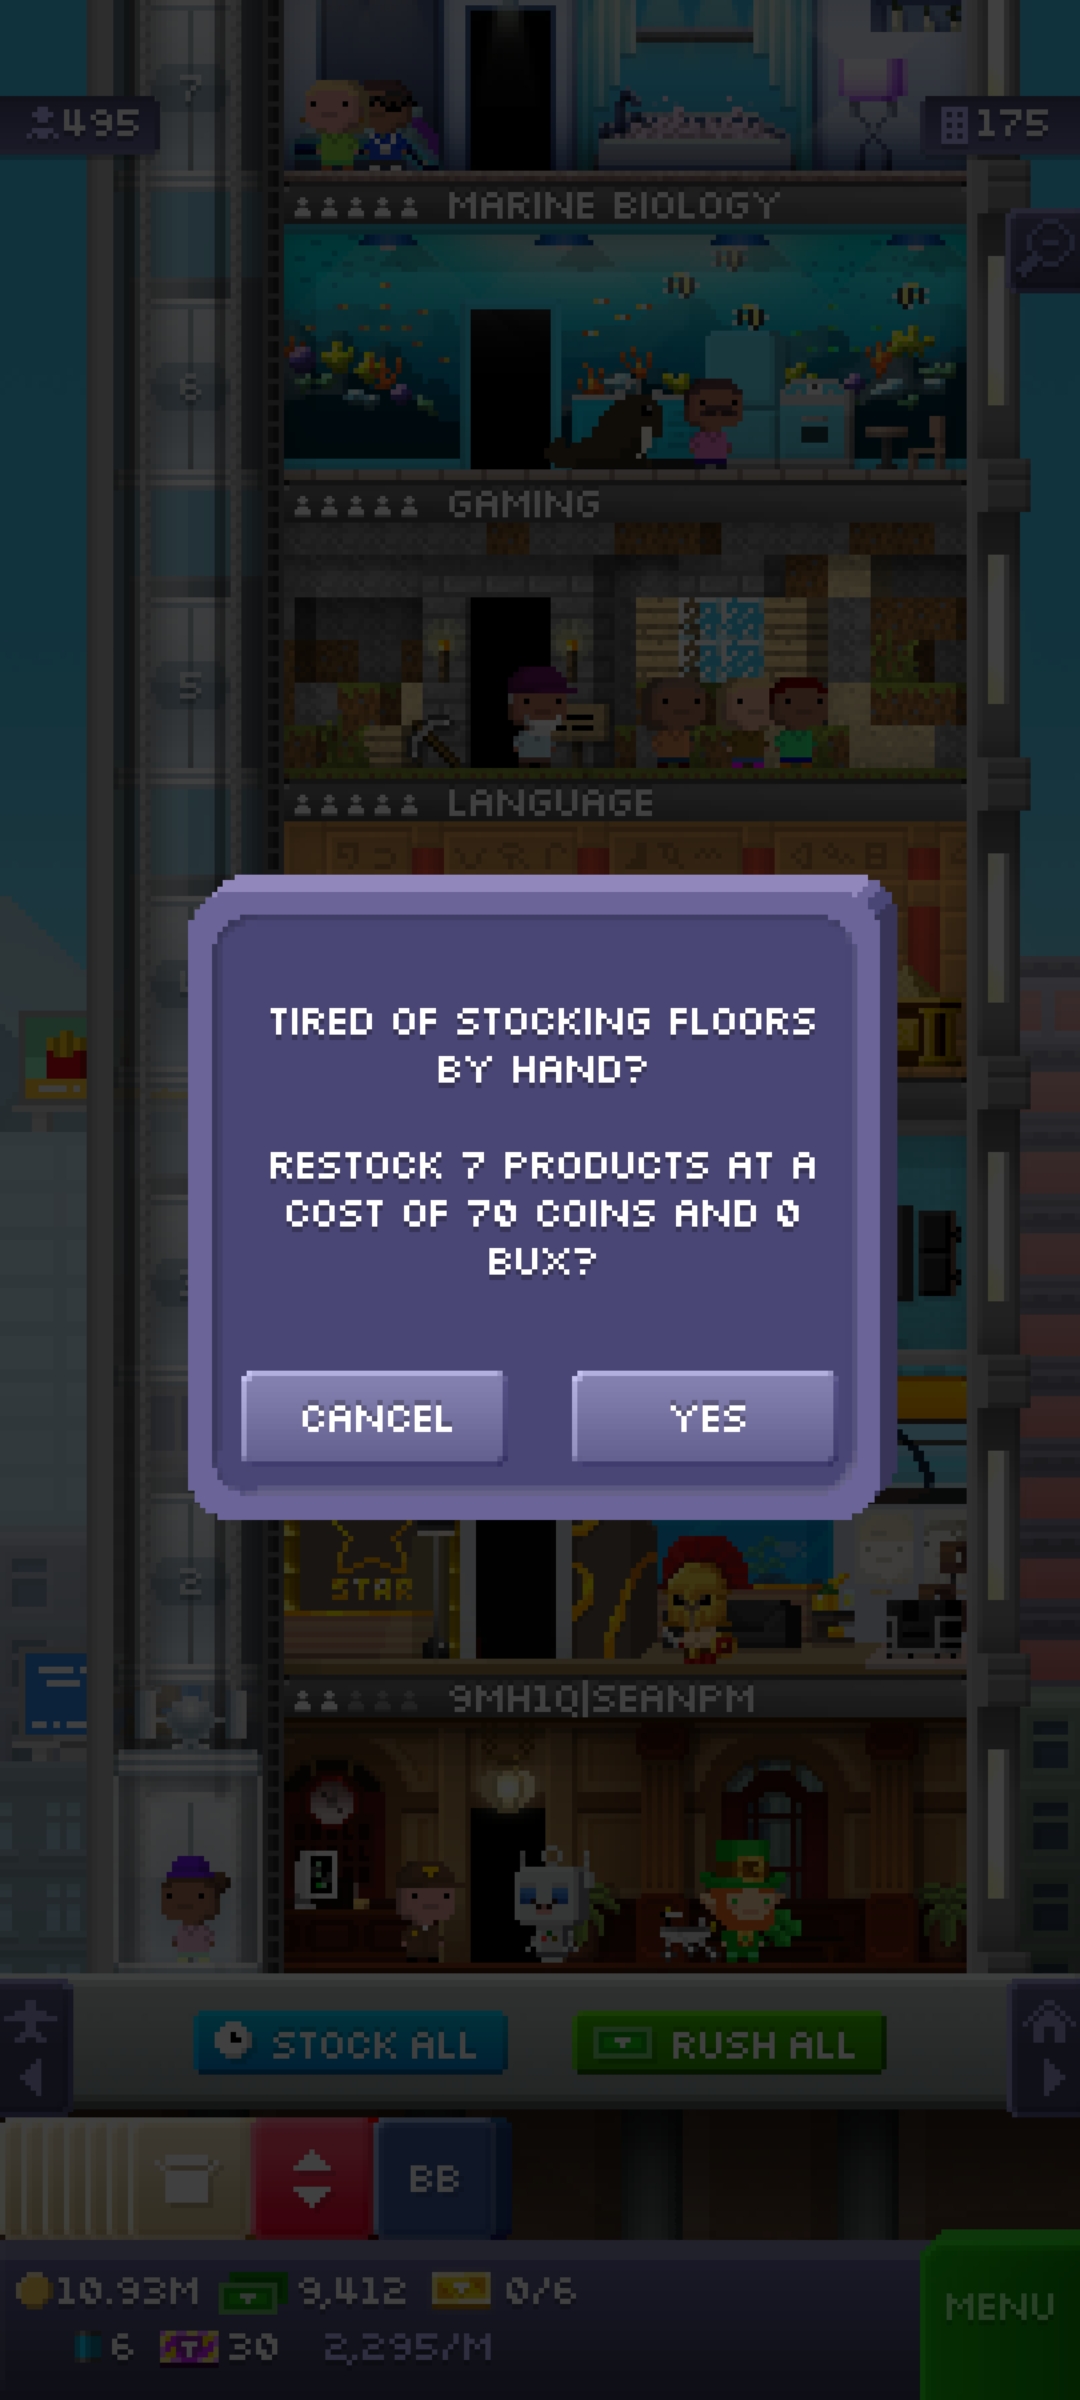 7
495
175
MARINE BIOLOGY
6
GAMING
5
LANGUAGE
TIRED OF STOCKING FLOORS
BY HAND?
RESTOCK 7 PRODUCTS AT A
COST OF 70 COINS AND 0
BUX?
CANCEL
YES
STAR
2
9MH1Q|SEANPM
STOCK ALL
RUSH ALL
BB
10.93M
9,412
0/6
MENU
6
30
2,295/M